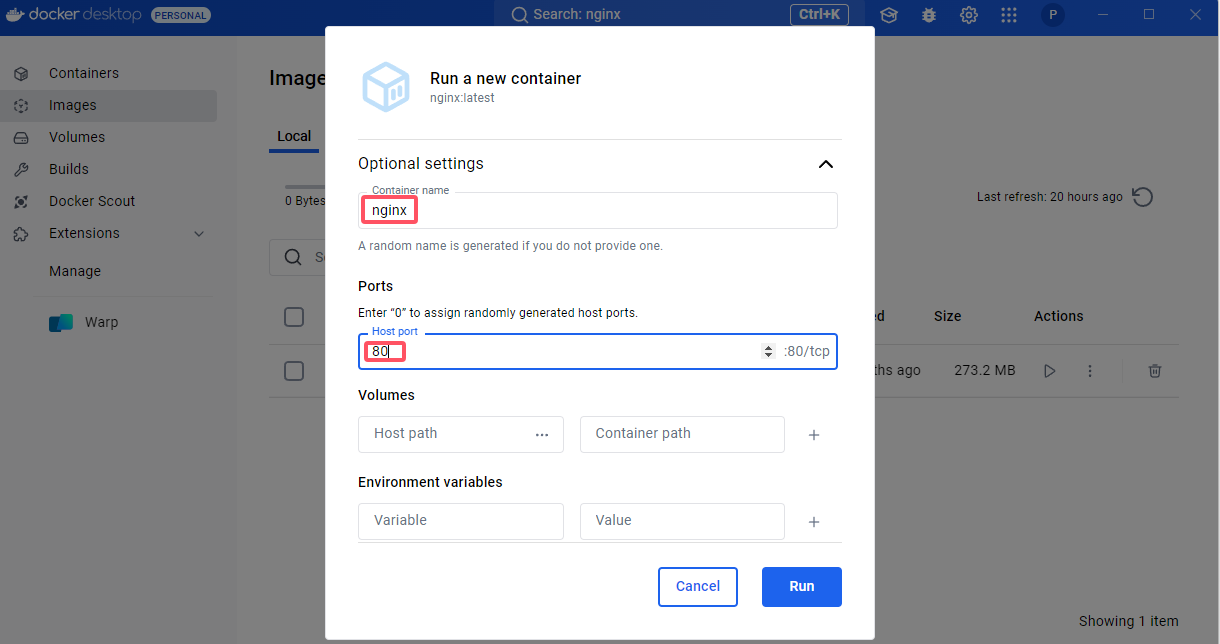 docker desktop PERSONAL
Search: nginx
Ctrl+K
P
Containers
Images
Volumes
Builds
Docker Scout
Extensions
Manage
Warp
Local
0 Bytes
Last refresh: 20 hours ago
Size
Actions
ago
273.2 MB
Showing 1 item
Run a new container
nginx:latest
Optional settings
Container name
nginx
A random name is generated if you do not provide one.
Ports
Enter “0” to assign randomly generated host ports.
Host port
80
:80/tcp
Volumes
Host path
...
Container path
+
Environment variables
Variable
Value
+
Cancel
Run